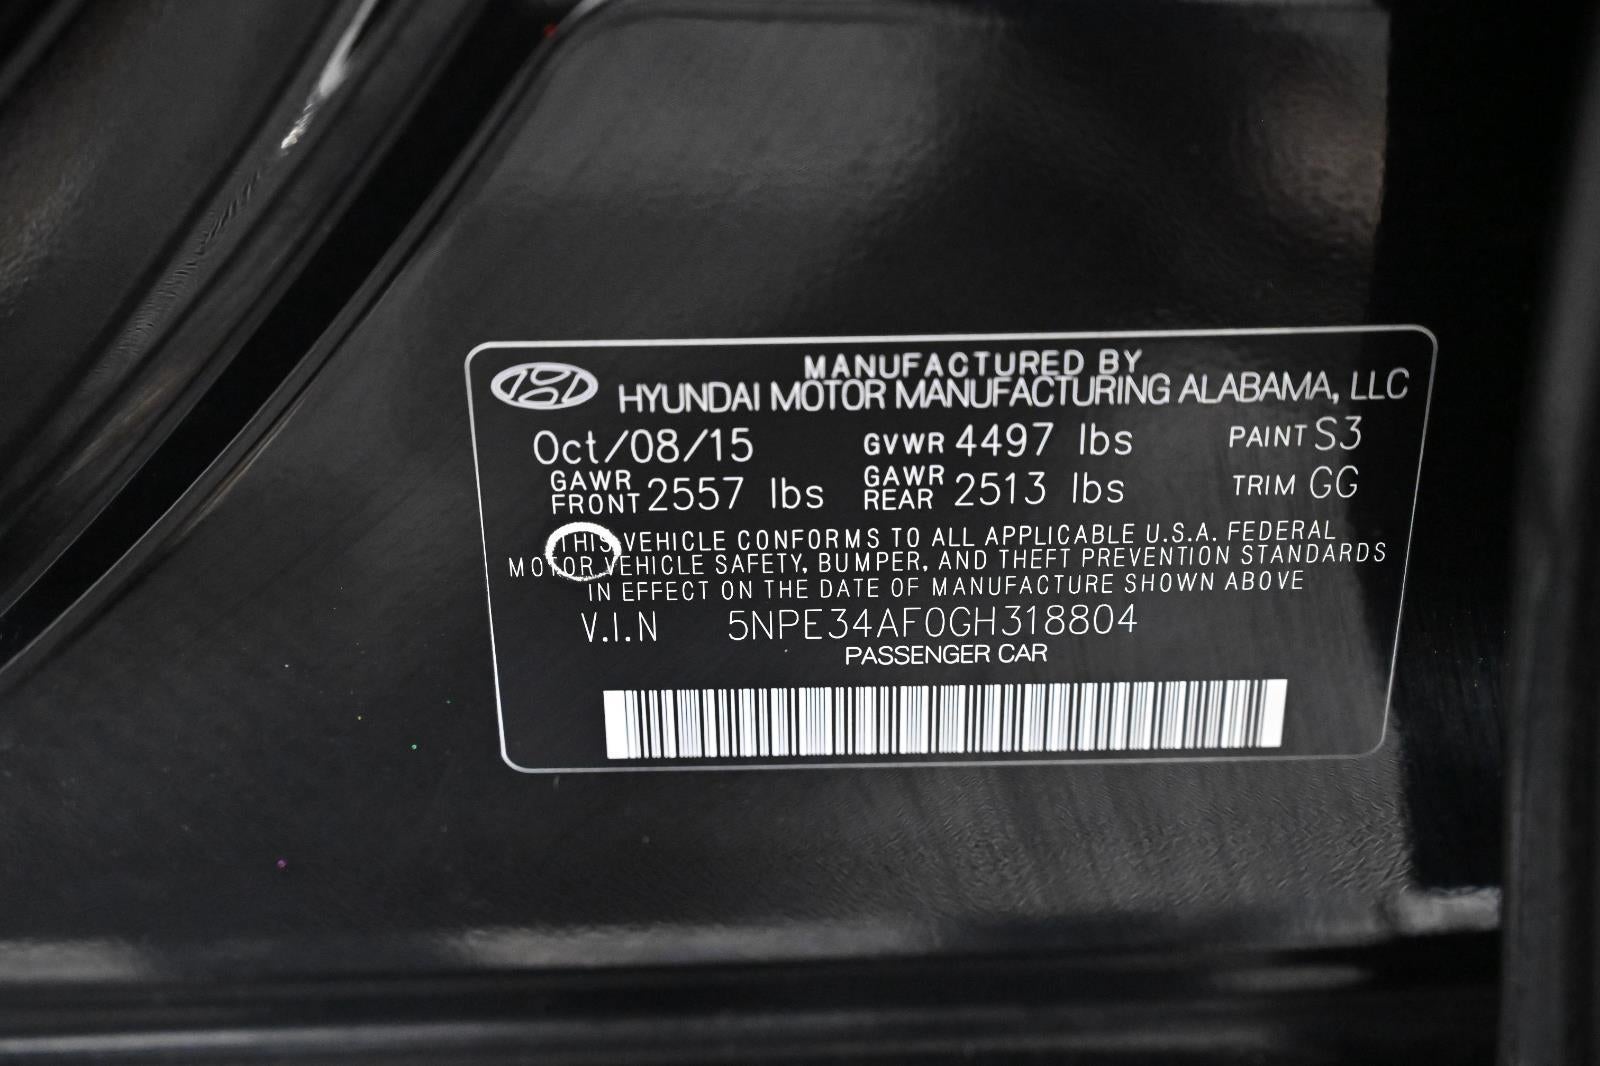 MANUFACTURED BY
HYUNDAI MOTOR MANUFACTURING ALABAMA, LLC
Oct/08/15 GVWR 4497 lbs PAINT S3
GAWR FRONT 2557 lbs GAWR REAR 2513 lbs TRIM GG
THIS VEHICLE CONFORMS TO ALL APPLICABLE U.S.A. FEDERAL
MOTOR VEHICLE SAFETY, BUMPER, AND THEFT PREVENTION STANDARDS
IN EFFECT ON THE DATE OF MANUFACTURE SHOWN ABOVE
V.I.N 5NPE34AF0GH318804
PASSENGER CAR